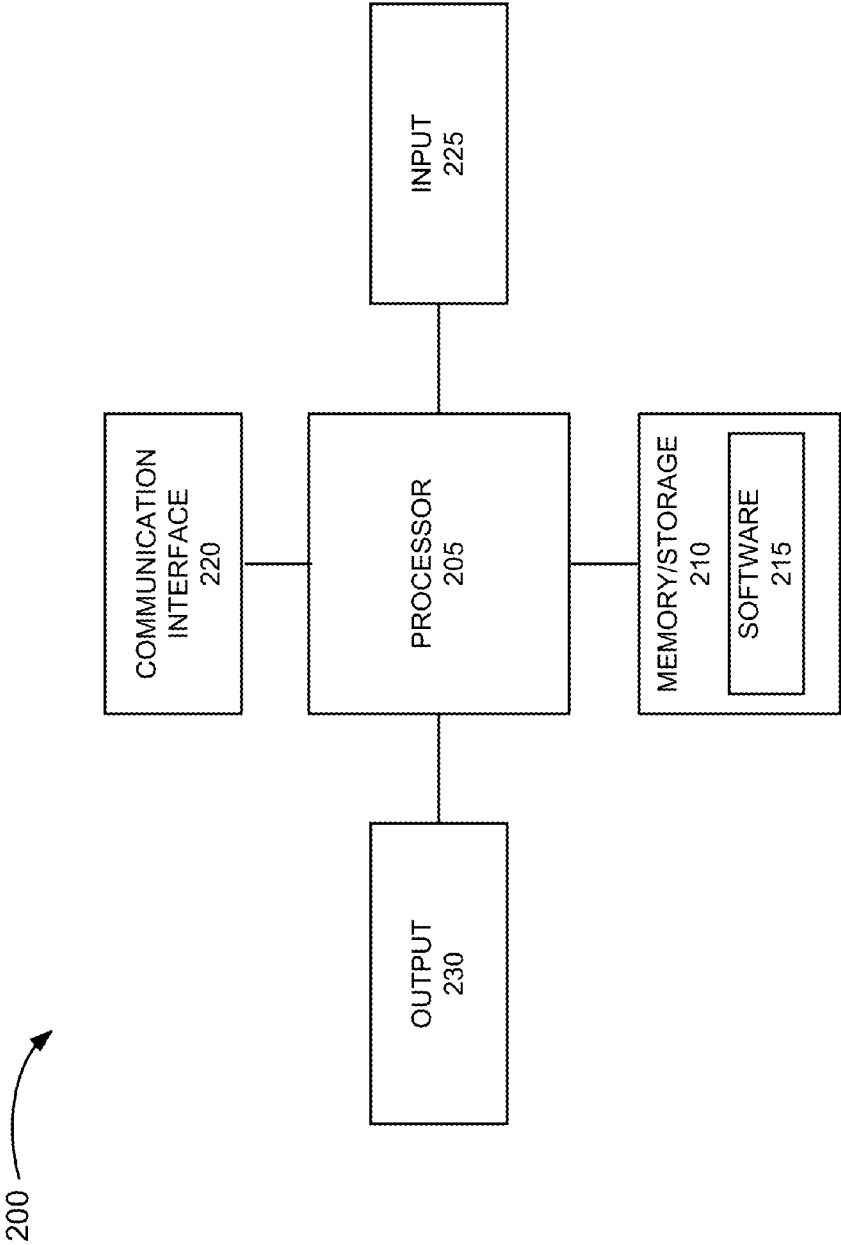 200
COMMUNICATION
INTERFACE
220
OUTPUT
230
PROCESSOR
205
INPUT
225
MEMORY/STORAGE
210
SOFTWARE
215